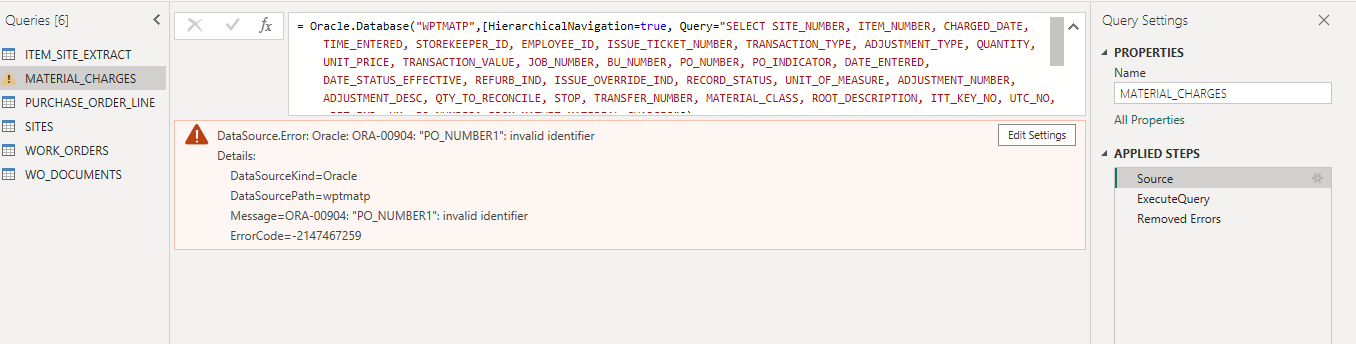 Queries [6]
ITEM_SITE_EXTRACT
MATERIAL_CHARGES
PURCHASE_ORDER_LINE
SITES
WORK_ORDERS
WO_DOCUMENTS
fx
= Oracle.Database("WPTMATP",[HierarchicalNavigation=true, Query="SELECT SITE_NUMBER, ITEM_NUMBER, CHARGED_DATE,
TIME_ENTERED, STOREKEEPER_ID, EMPLOYEE_ID, ISSUE_TICKET_NUMBER, TRANSACTION_TYPE, ADJUSTMENT_TYPE, QUANTITY,
UNIT_PRICE, TRANSACTION_VALUE, JOB_NUMBER, BU_NUMBER, PO_NUMBER, PO_INDICATOR, DATE_ENTERED,
DATE_STATUS_EFFECTIVE, REFURB_IND, ISSUE_OVERRIDE_IND, RECORD_STATUS, UNIT_OF_MEASURE, ADJUSTMENT_NUMBER,
ADJUSTMENT_DESC, QTY_TO_RECONCILE, STOP, TRANSFER_NUMBER, MATERIAL_CLASS, ROOT_DESCRIPTION, ITT_KEY_NO, UTC_NO,
DataSource.Error: Oracle: ORA-00904: "PO_NUMBER1": invalid identifier
Edit Settings
Details:
DataSourceKind=Oracle
DataSourcePath=wptmatp
Message=ORA-00904: "PO_NUMBER1": invalid identifier
ErrorCode=-2147467259
Query Settings
PROPERTIES
Name
MATERIAL_CHARGES
All Properties
APPLIED STEPS
Source
ExecuteQuery
Removed Errors